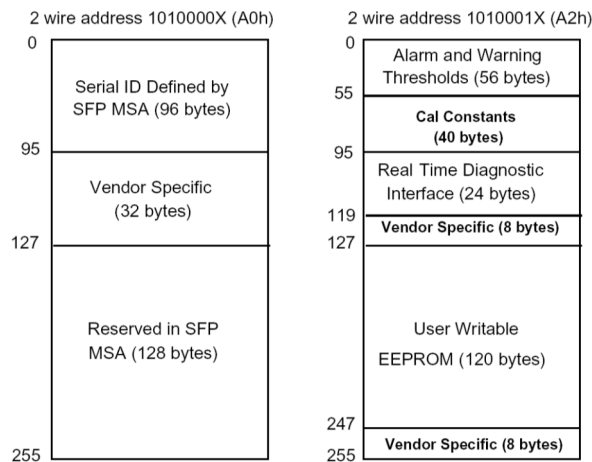 2 wire address 1010000X (A0h)
0
Serial ID Defined by
SFP MSA (96 bytes)
95
Vendor Specific
(32 bytes)
127
Reserved in SFP
MSA (128 bytes)
255
2 wire address 1010001X (A2h)
0
Alarm and Warning
Thresholds (56 bytes)
55
Cal Constants
(40 bytes)
95
Real Time Diagnostic
Interface (24 bytes)
119
Vendor Specific (8 bytes)
127
User Writable
EEPROM (120 bytes)
247
Vendor Specific (8 bytes)
255